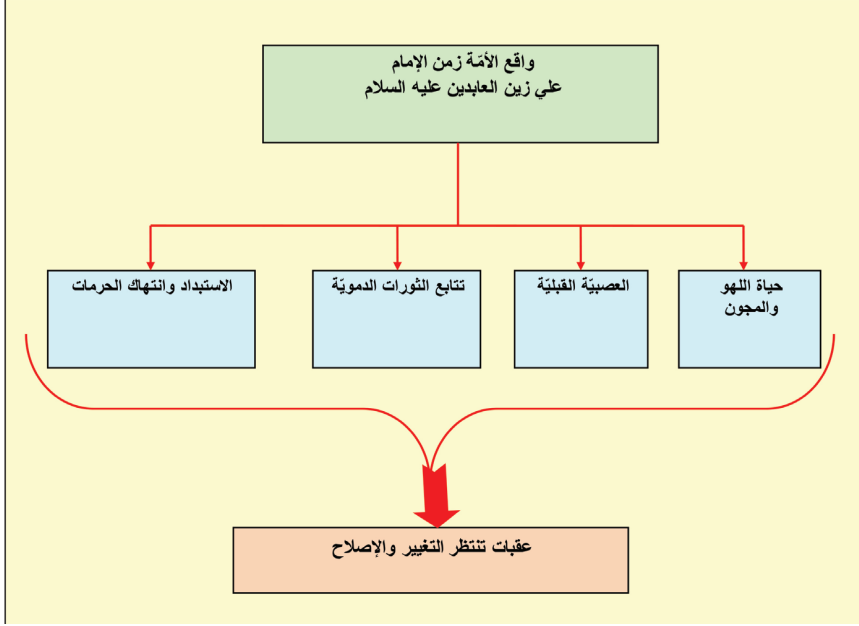 واقع الأمّة زمن الإمام
علي زين العابدين عليه السلام
حياة اللهو
والمجون
العصبيّة القبليّة
تتابع الثورات الدمويّة
الاستبداد وانتهاك الحرمات
عقبات تنتظر التغيير والإصلاح